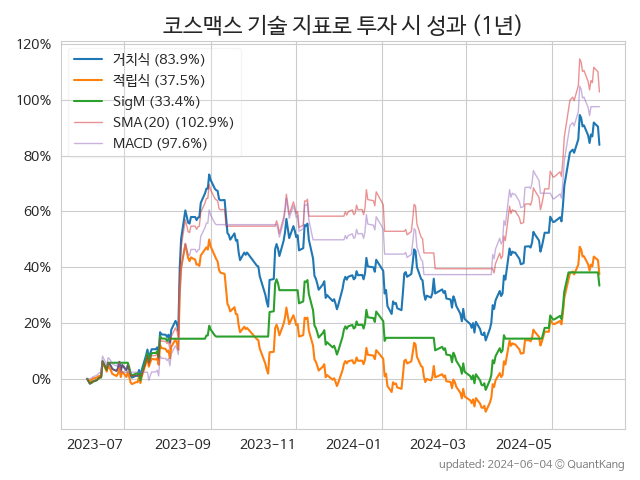 코스맥스 기술 지표로 투자 시 성과 (1년)
120%
100%
80%
60%
40%
20%
0%
거치식 (83.9%)
적립식 (37.5%)
SigM (33.4%)
SMA(20) (102.9%)
MACD (97.6%)
2023-07 2023-09 2023-11 2024-01 2024-03 2024-05
updated: 2024-06-04 © QuantKang